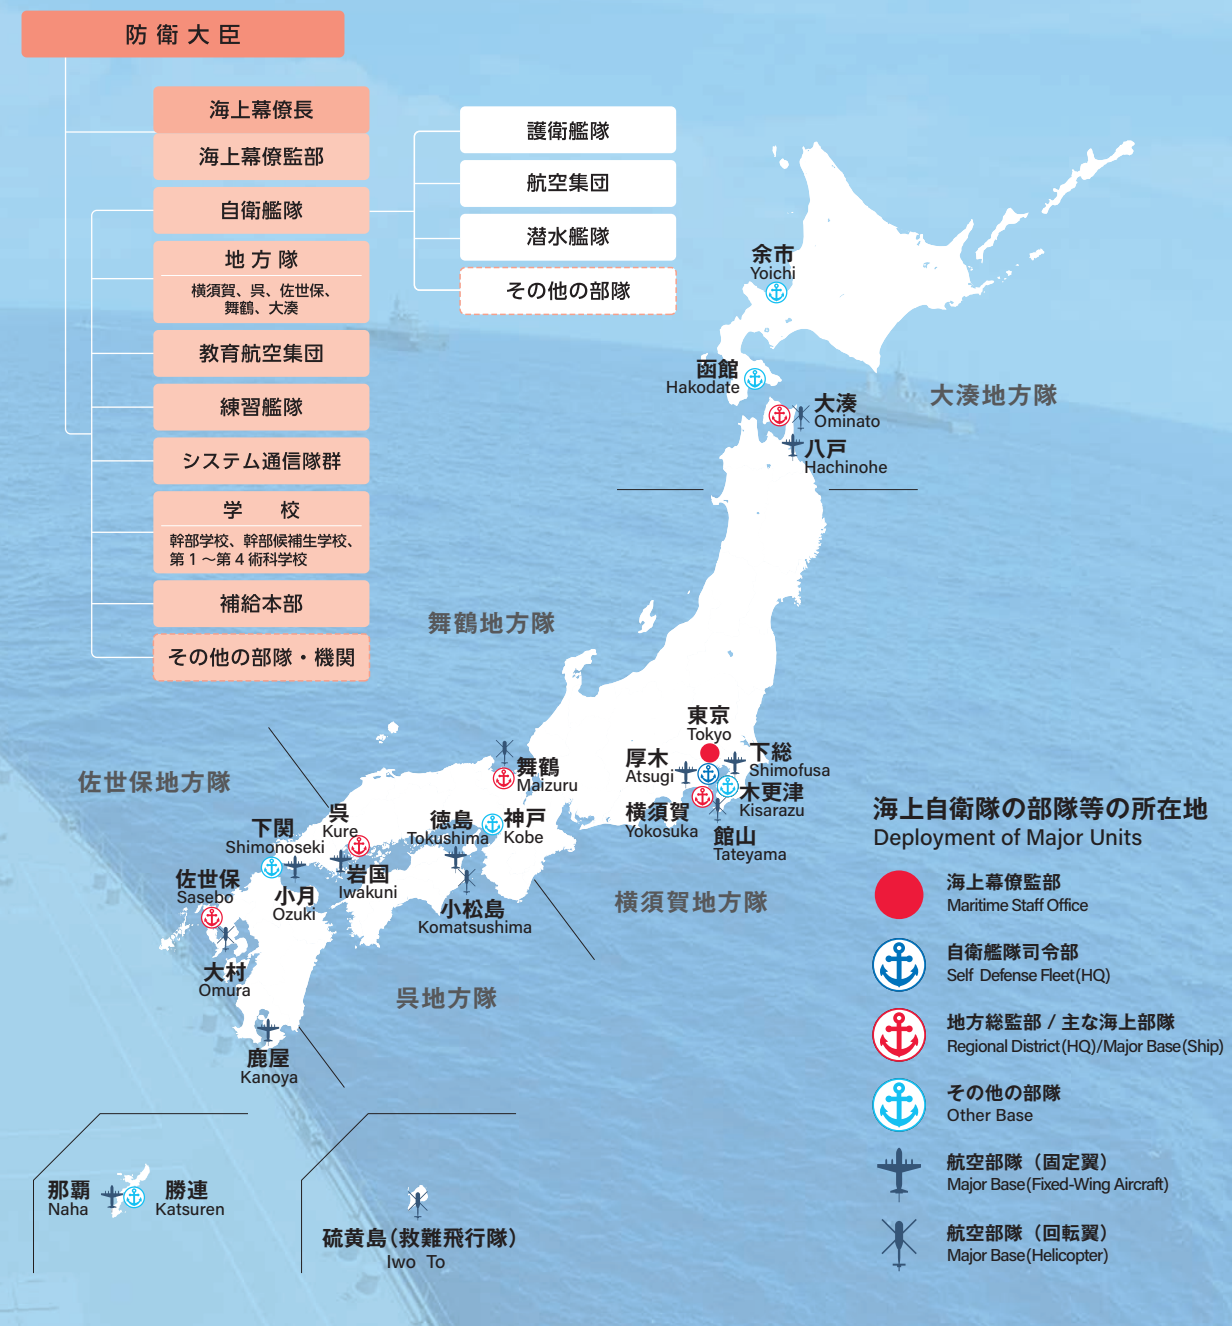 防衛大臣
海上幕僚長
海上幕僚監部
自衛艦隊
地方隊
横須賀、呉、佐世保、
舞鶴、大湊
教育航空集団
練習艦隊
システム通信隊群
学 校
幹部学校、幹部候補生学校、
第1～第4術科学校
補給本部
その他の部隊・機関
護衛艦隊
航空集団
潜水艦隊
その他の部隊
余市
Yoichi
函館
Hakodate
大湊
Ominato
八戸
Hachinohe
大湊地方隊
舞鶴地方隊
東京
Tokyo
厚木
Atsugi
下総
Shimofusa
木更津
Kisarazu
横須賀
Yokosuka
館山
Tateyama
舞鶴
Maizuru
佐世保地方隊
呉
Kure
徳島
Tokushima
神戸
Kobe
下関
Shimonoseki
岩国
Iwakuni
佐世保
Sasebo
小月
Ozuki
小松島
Komatsushima
横須賀地方隊
大村
Omura
呉地方隊
鹿屋
Kanoya
那覇
Naha
勝連
Katsuren
硫黄島（救難飛行隊）
Iwo To
海上自衛隊の部隊等の所在地
Deployment of Major Units
海上幕僚監部
Maritime Staff Office
自衛艦隊司令部
Self Defense Fleet(HQ)
地方総監部 / 主な海上部隊
Regional District(HQ)/Major Base(Ship)
その他の部隊
Other Base
航空部隊（固定翼）
Major Base(Fixed-Wing Aircraft)
航空部隊（回転翼）
Major Base(Helicopter)